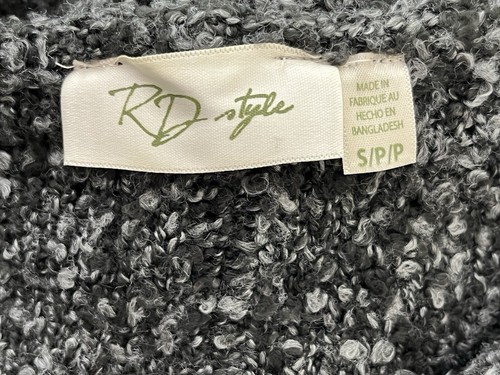 RD style
MADE IN
FABRIQUE AU
HECHO EN
BANGLADESH
S/P/P